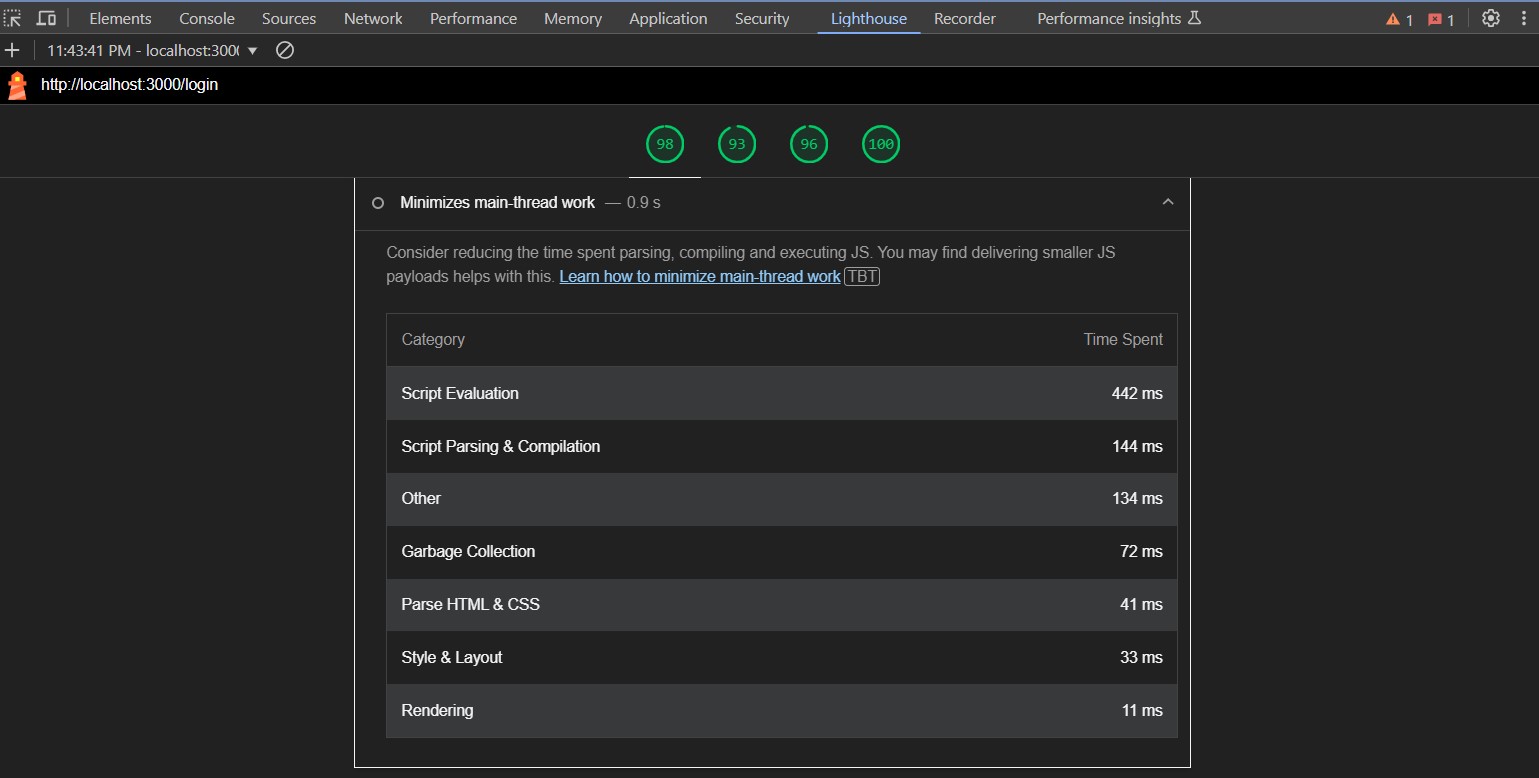 Elements Console Sources Network Performance Memory Application Security Lighthouse Recorder Performance insights 1 1
11:43:41 PM - localhost:3000
http://localhost:3000/login
98 93 96 100
Minimizes main-thread work — 0.9 s
Consider reducing the time spent parsing, compiling and executing JS. You may find delivering smaller JS
payloads helps with this. Learn how to minimize main-thread work TBT
Category Time Spent
Script Evaluation 442 ms
Script Parsing & Compilation 144 ms
Other 134 ms
Garbage Collection 72 ms
Parse HTML & CSS 41 ms
Style & Layout 33 ms
Rendering 11 ms